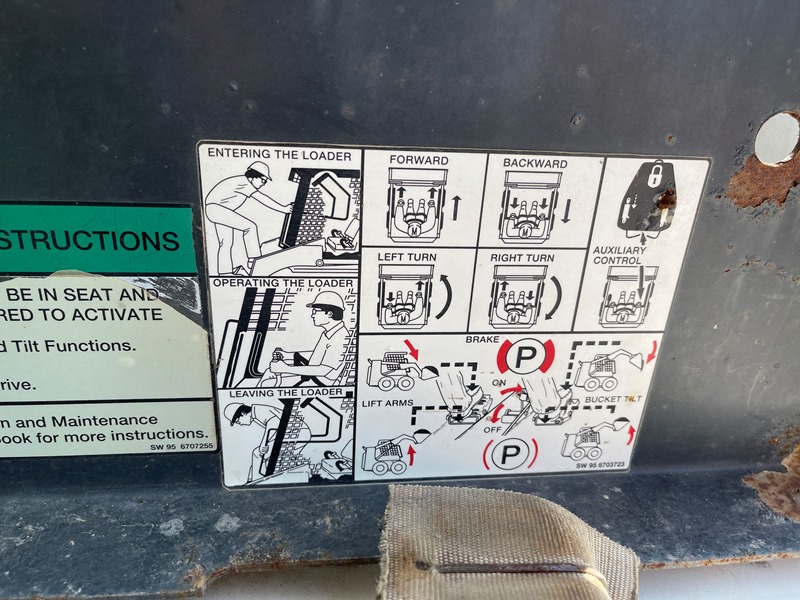 STRUCTIONS
BE IN SEAT AND
RED TO ACTIVATE
d Tilt Functions.
rive.
n and Maintenance
ook for more instructions.
SW 95 6707255
ENTERING THE LOADER
OPERATING THE LOADER
LEAVING THE LOADER
FORWARD
M
BACKWARD
M
LEFT TURN
M
RIGHT TURN
M
AUXILIARY
CONTROL
M
BRAKE
P
ON
LIFT ARMS
BUCKET TILT
OFF
P
SW 95 6703723